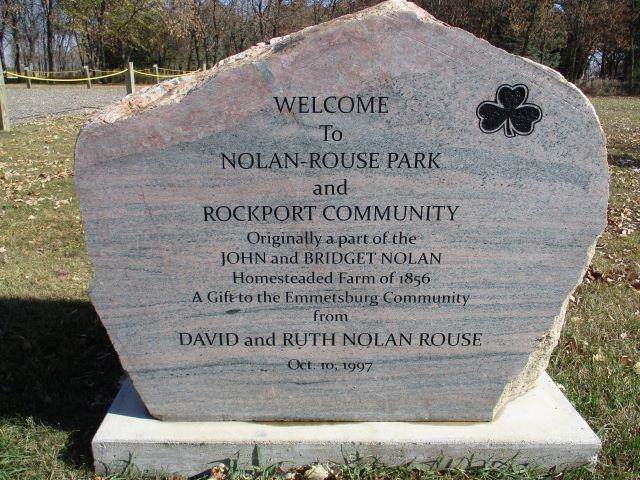 WELCOME
To
NOLAN-ROUSE PARK
and
ROCKPORT COMMUNITY
Originally a part of the
JOHN and BRIDGET NOLAN
Homesteaded Farm of 1856
A Gift to the Emmetsburg Community
from
DAVID and RUTH NOLAN ROUSE
Oct. 10, 1997